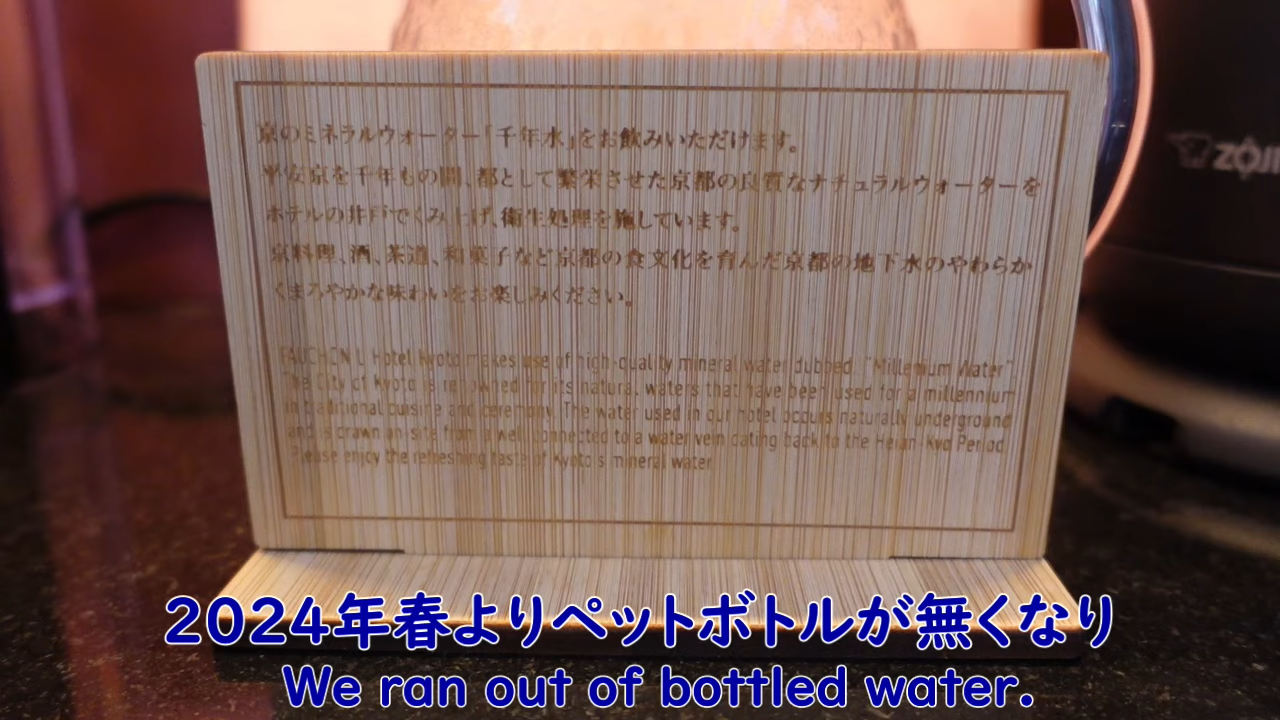 京のミネラルウォーター「千年水」をお飲みいただけます。
平安京を千年もの間、都として繁栄させた京都の良質なナチュラルウォーターを
ホテルの井戸でくみ上げ、衛生処理を施しています。
京料理、酒、茶道、和菓子など京都の食文化を育んだ京都の地下水のやわらか
くまろやかな味わいをお楽しみください。
FAUCHON L'Hotel Kyoto makes use of high-quality mineral water dubbed, "Millenium Water".
The City of Kyoto is renowned for its natural waters that have been used for a millennium
in traditional cuisine and ceremony. The water used in our hotel occurs naturally underground
and is drawn on-site from a well connected to a water vein dating back to the Heian-Kyo Period.
Please enjoy the refreshing taste of Kyoto's mineral water.
2024年春よりペットボトルが無くなり
We ran out of bottled water.